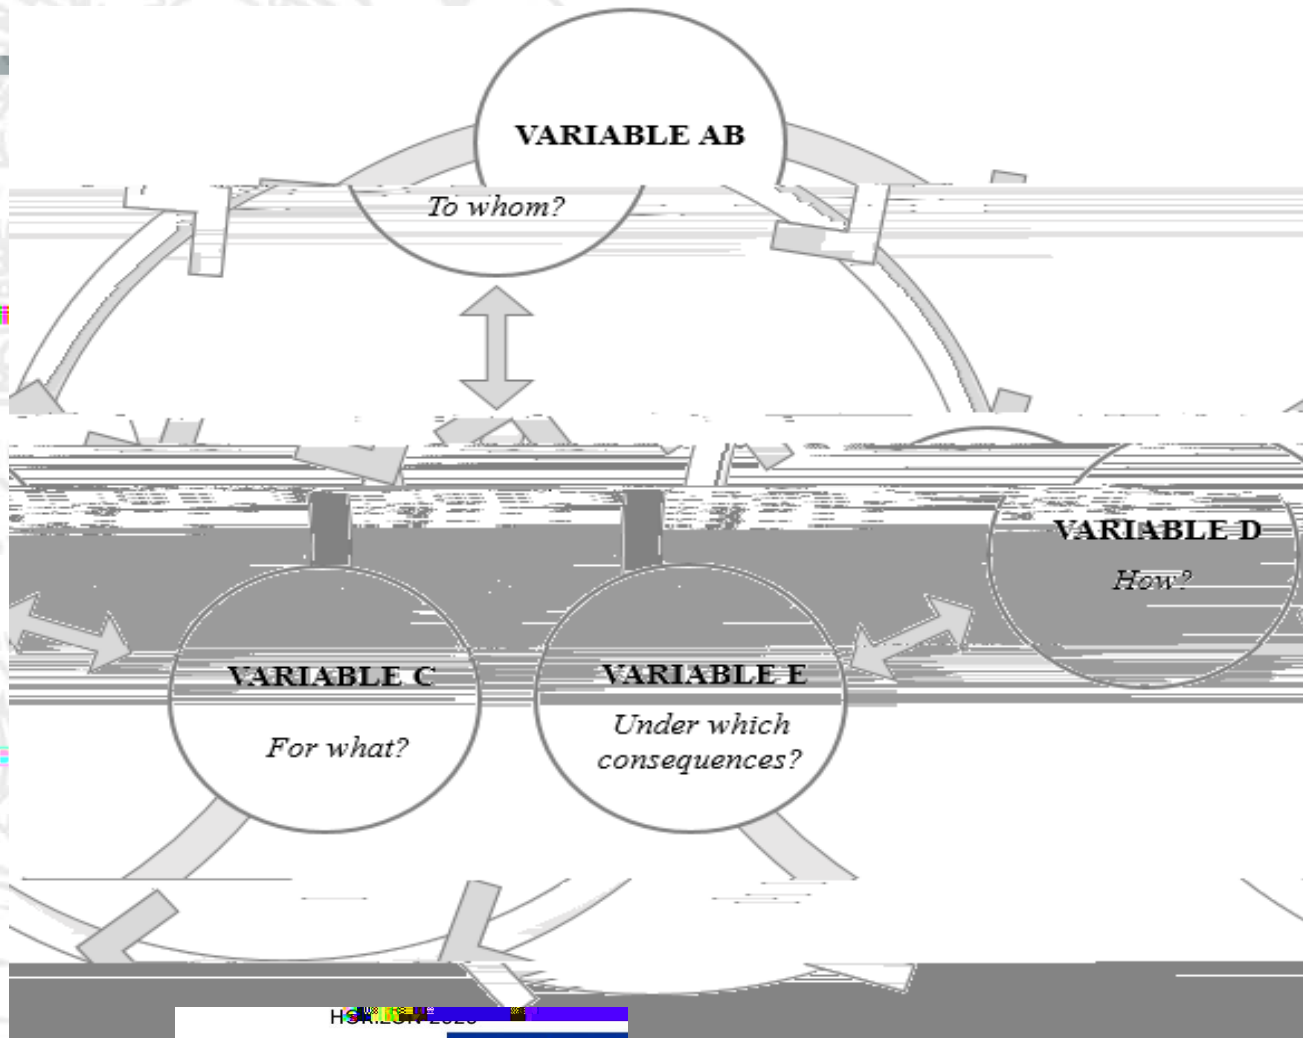 VARIABLE AB
To whom?
VARIABLE D
How?
VARIABLE C
For what?
VARIABLE E
Under which
consequences?